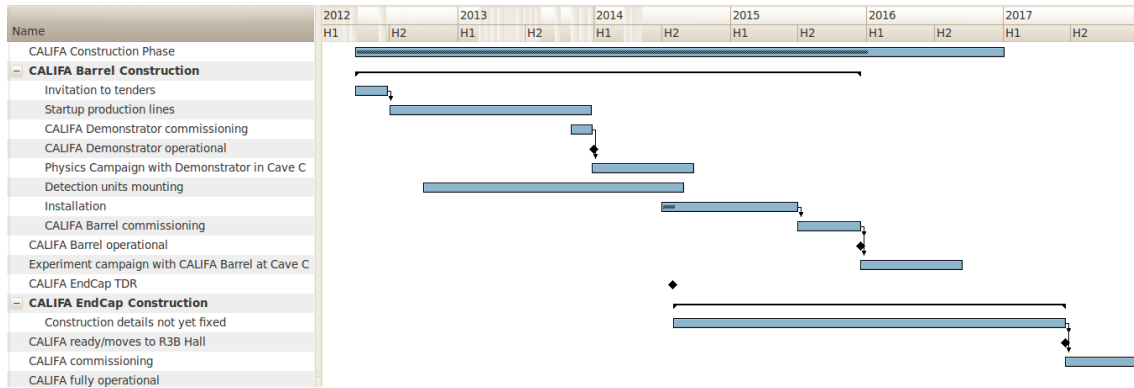 2012 2013 2014 2015 2016 2017
Name H1 H2 H1 H2 H1 H2 H1 H2 H1 H2 H1 H2
CALIFA Construction Phase
CALIFA Barrel Construction
Invitation to tenders
Startup production lines
CALIFA Demonstrator commissioning
CALIFA Demonstrator operational
Physics Campaign with Demonstrator in Cave C
Detection units mounting
Installation
CALIFA Barrel commissioning
CALIFA Barrel operational
Experiment campaign with CALIFA Barrel at Cave C
CALIFA EndCap TDR
CALIFA EndCap Construction
Construction details not yet fixed
CALIFA ready/moves to R3B Hall
CALIFA commissioning
CALIFA fully operational